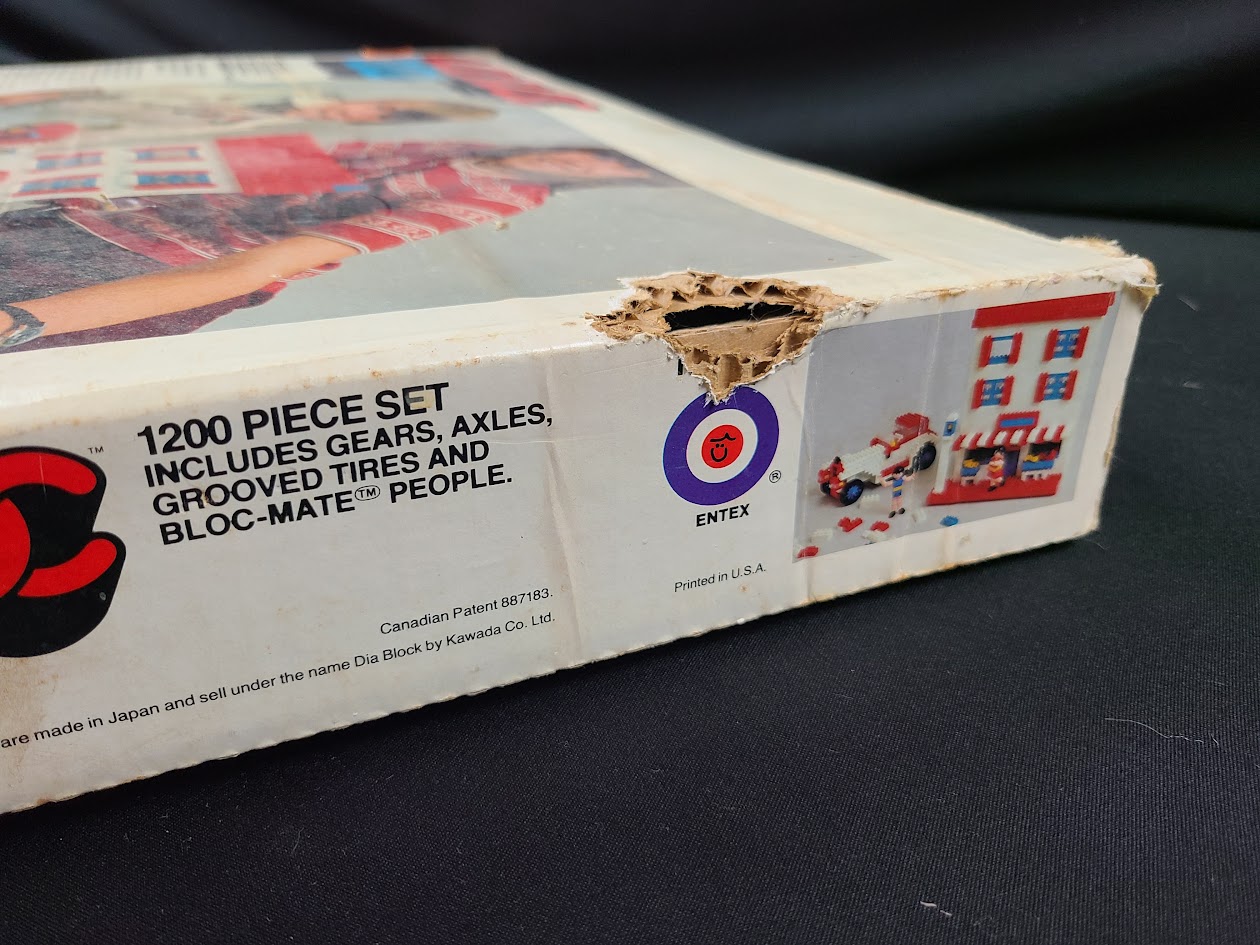 ™
1200 PIECE SET
INCLUDES GEARS, AXLES,
GROOVED TIRES AND
BLOC-MATE™ PEOPLE.
Canadian Patent 887183.
are made in Japan and sell under the name Dia Block by Kawada Co. Ltd.
®
ENTEX
Printed in U.S.A.